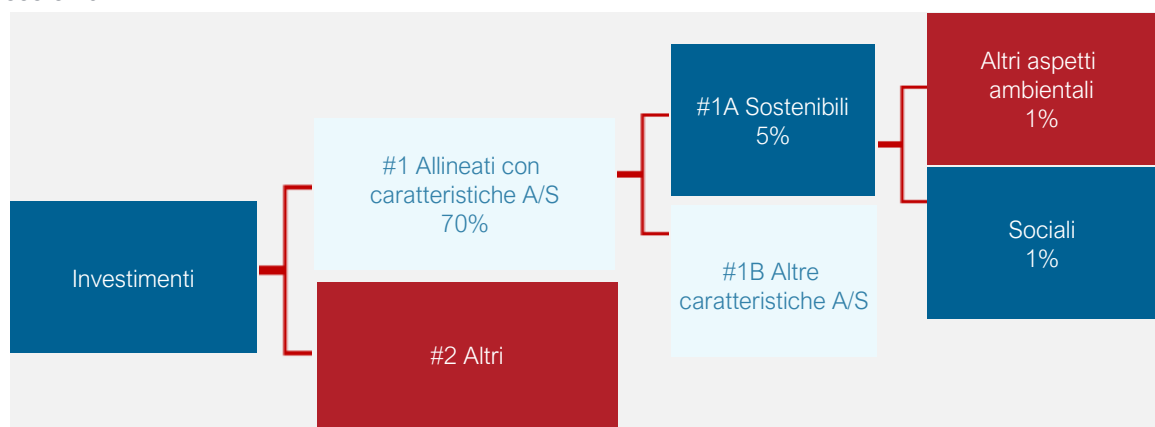 Investimenti
#1 Allineati con
caratteristiche A/S
70%
#2 Altri
#1A Sostenibili
5%
#1B Altre
caratteristiche A/S
Altri aspetti
ambientali
1%
Sociali
1%